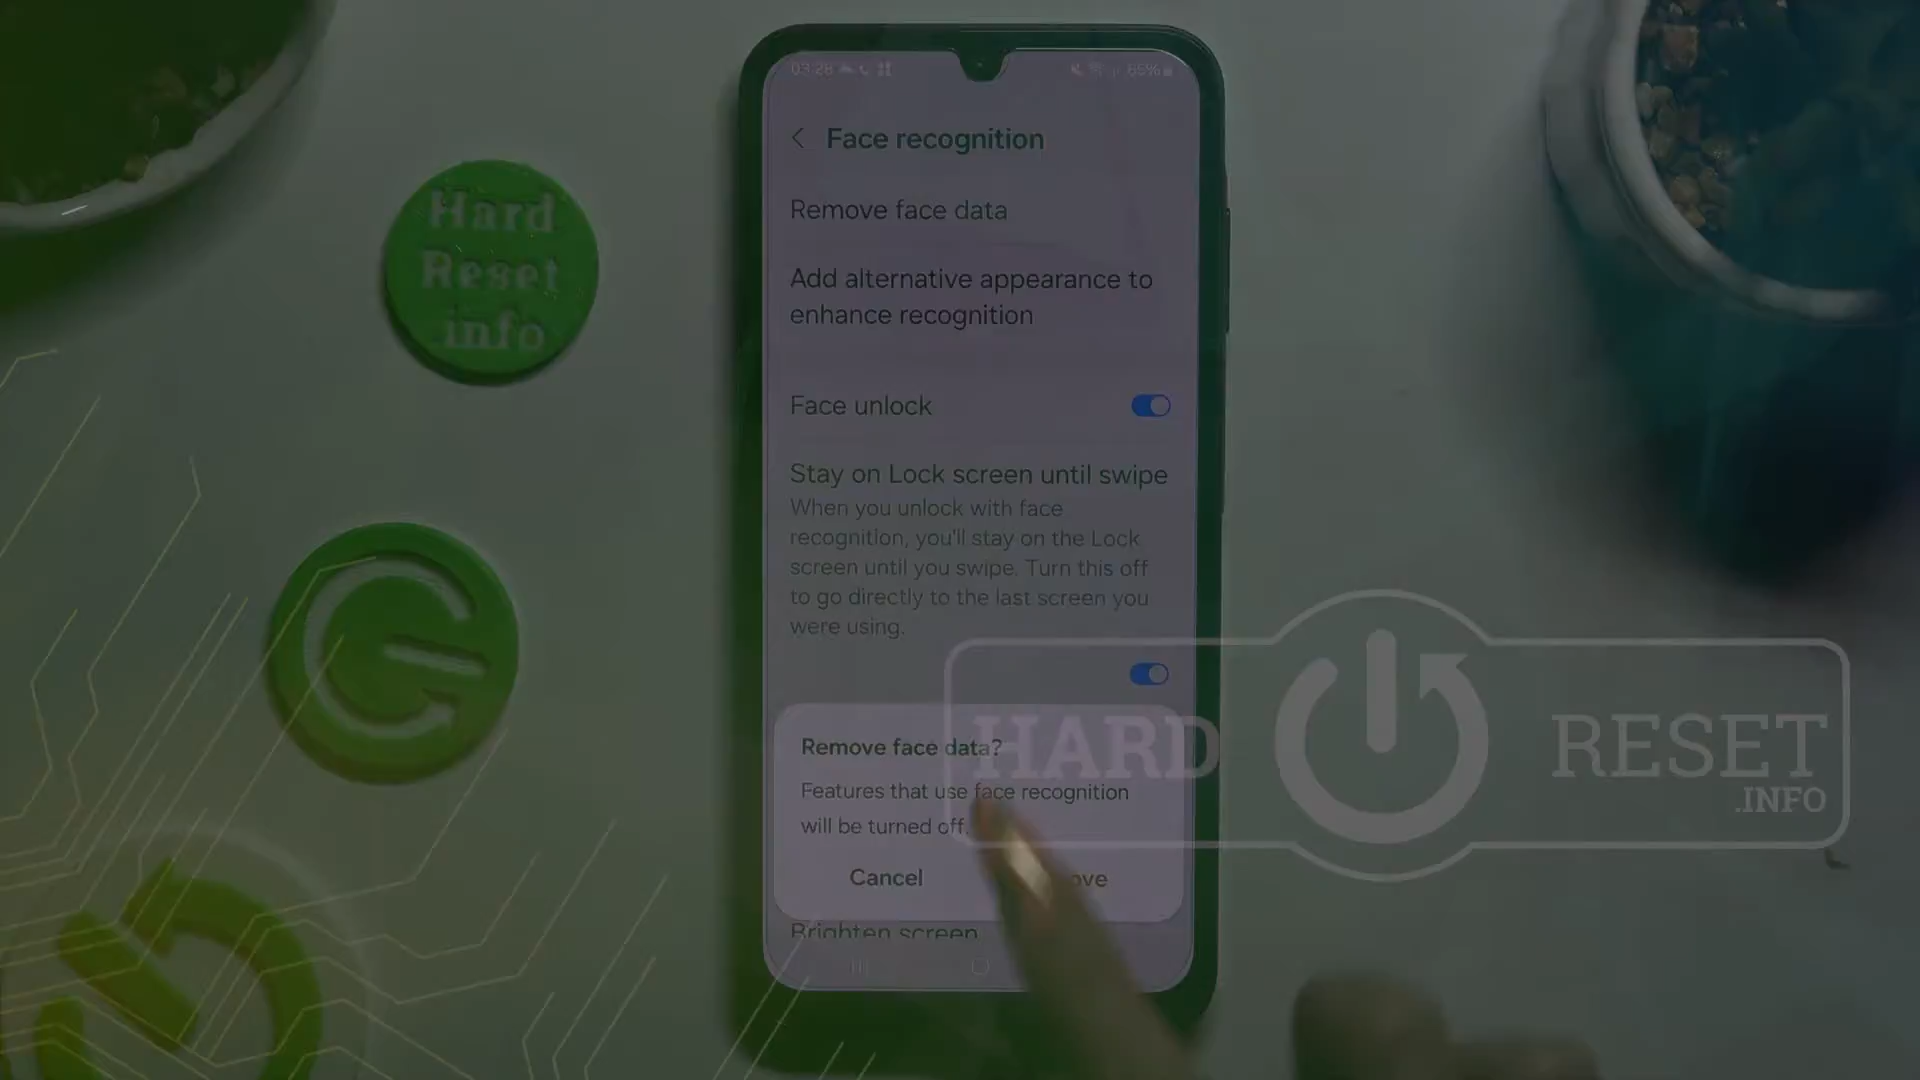 03:28
65%
Face recognition
Remove face data
Add alternative appearance to
enhance recognition
Face unlock
Stay on Lock screen until swipe
When you unlock with face
recognition, you'll stay on the Lock
screen until you swipe. Turn this off
to go directly to the last screen you
were using.
Remove face data?
Features that use face recognition
will be turned off.
Cancel
Brighten screen
Hard
Reset
info
HARD RESET
.INFO